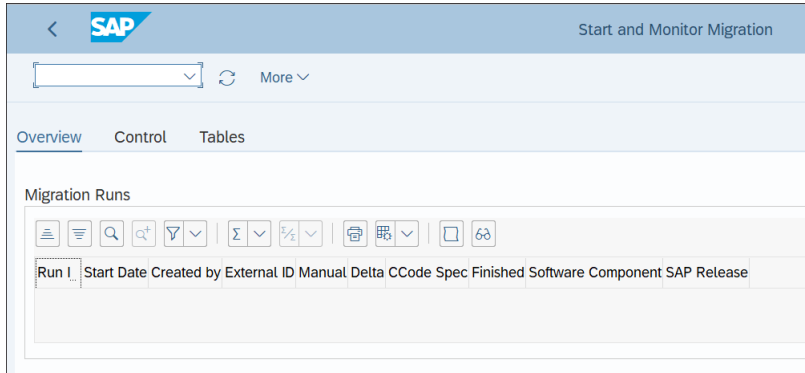 SAP Start and Monitor Migration
More
Overview Control Tables
Migration Runs
Run I... Start Date Created by External ID Manual Delta CCode Spec Finished Software Component SAP Release